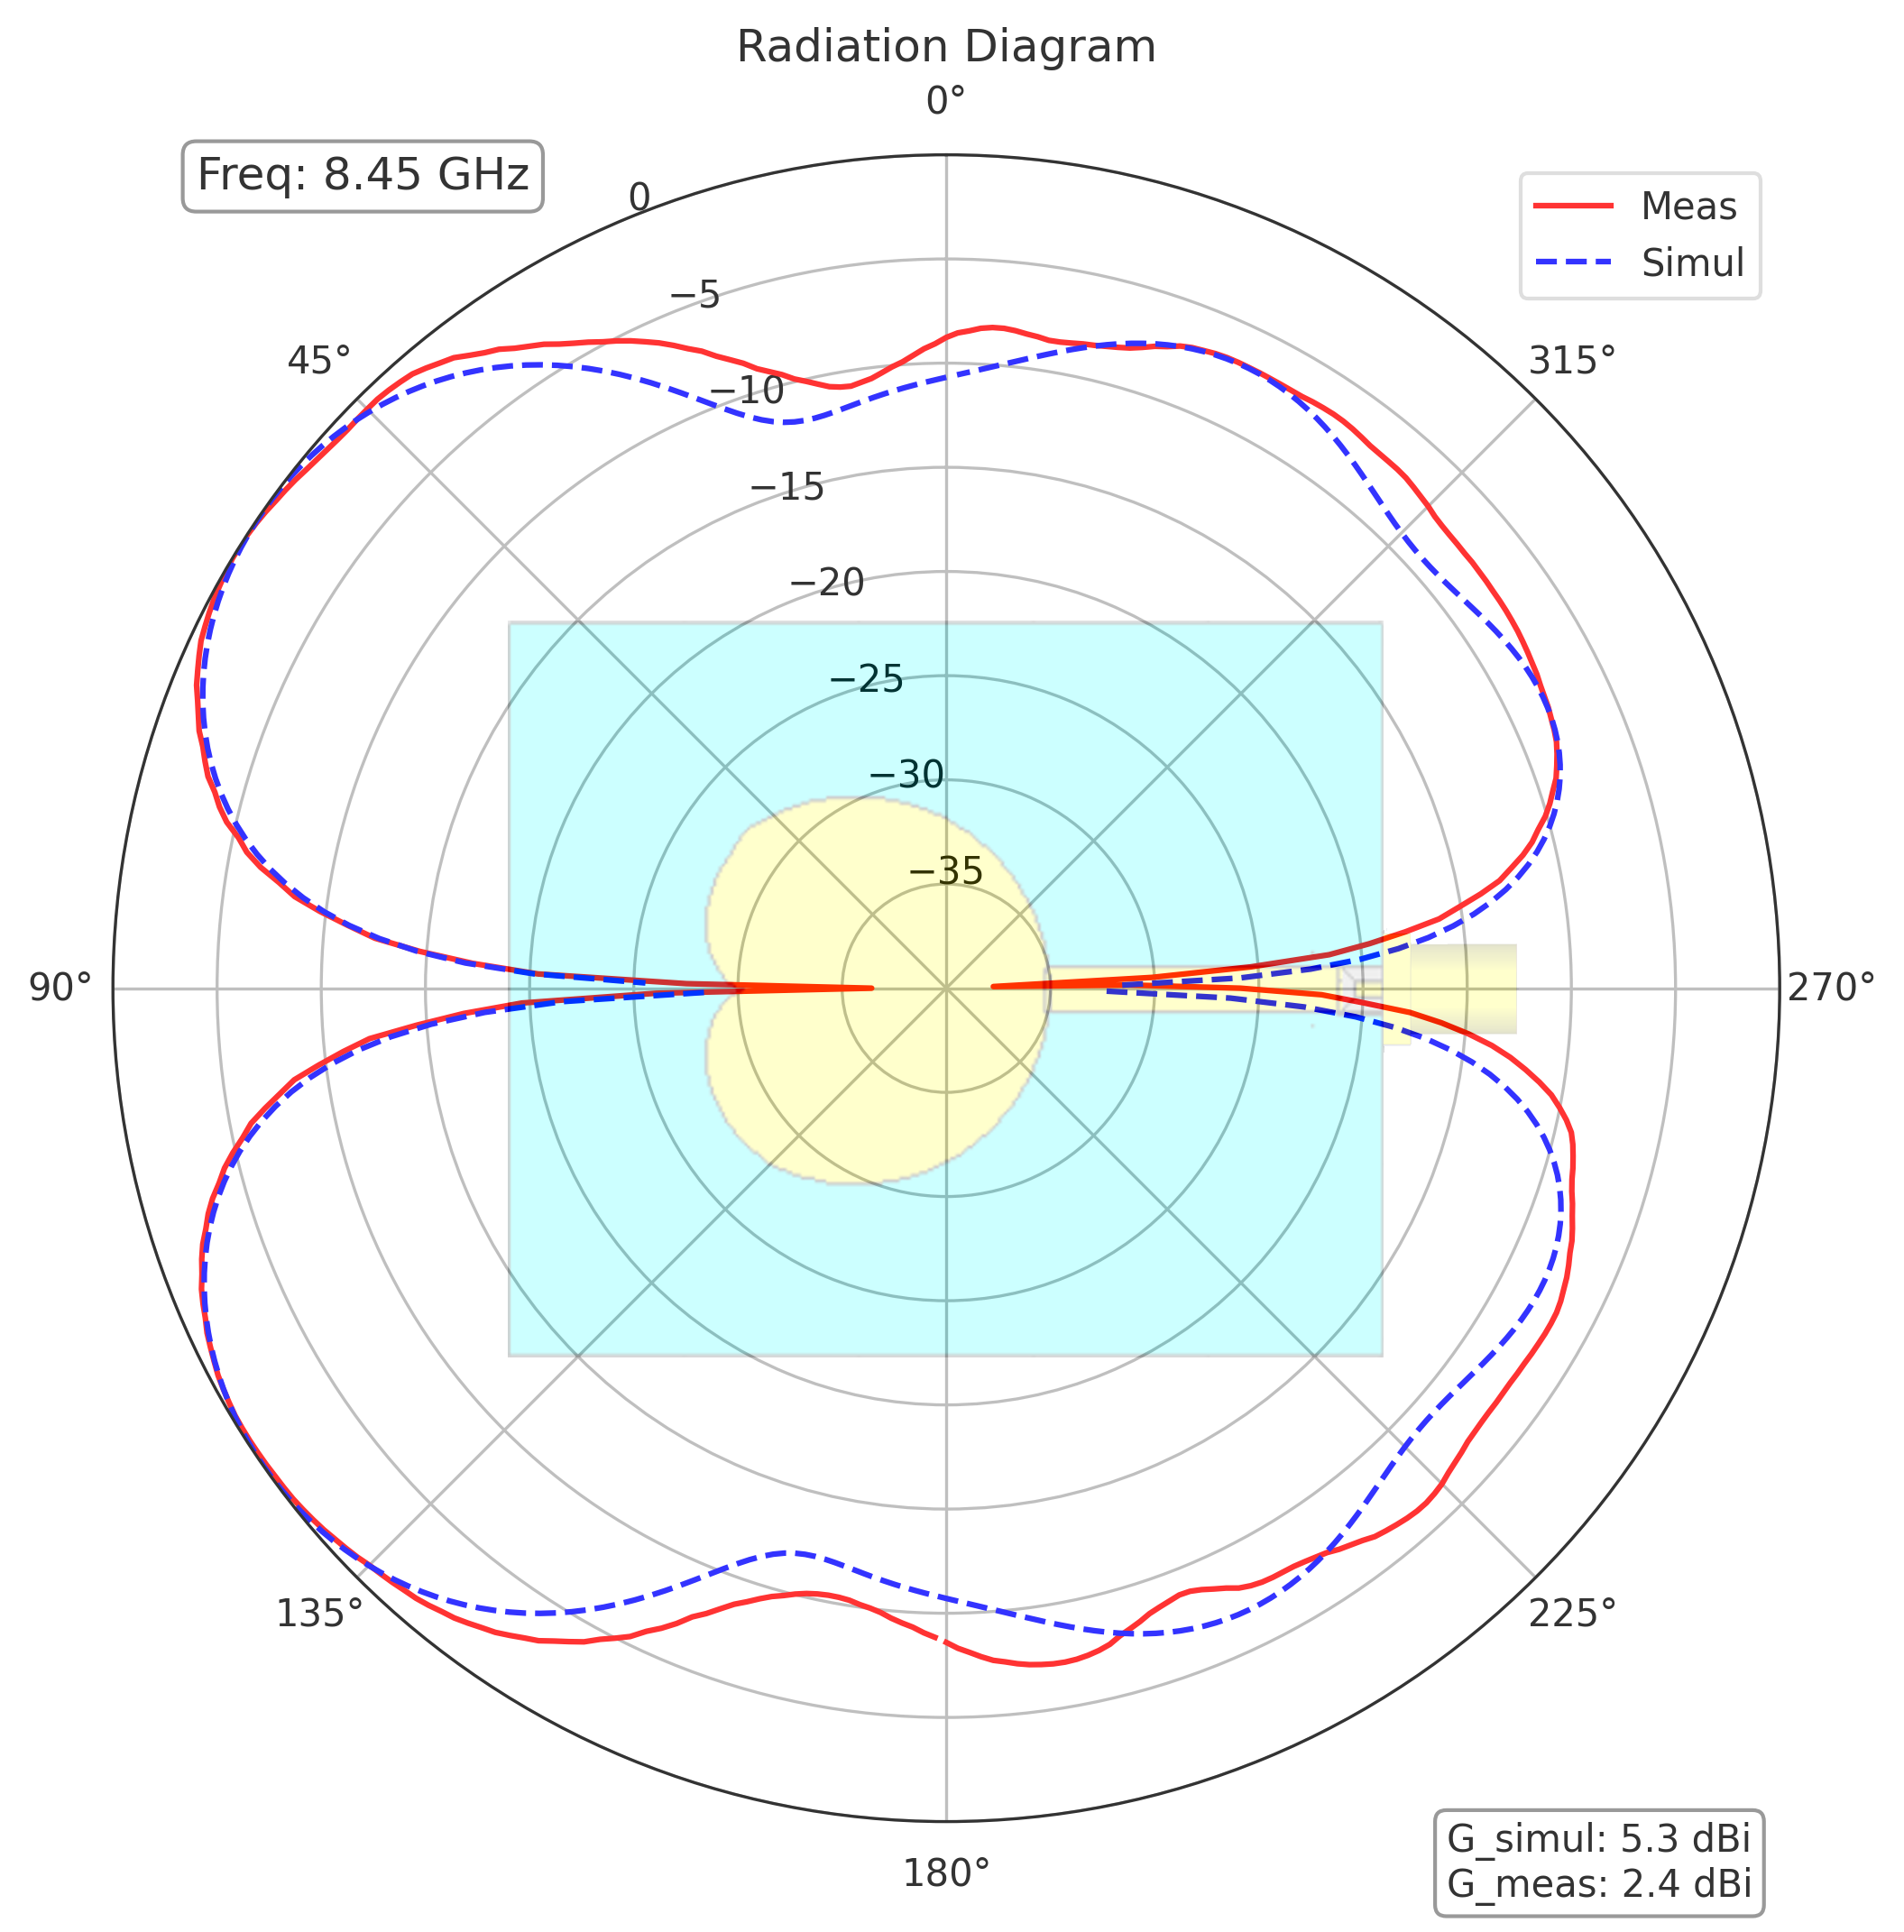 Radiation Diagram
0°
Freq: 8.45 GHz
Meas
Simul
0
−5
45°
315°
−10
−15
−20
−25
−30
−35
90°
270°
135°
225°
180°
G_simul: 5.3 dBi
G_meas: 2.4 dBi